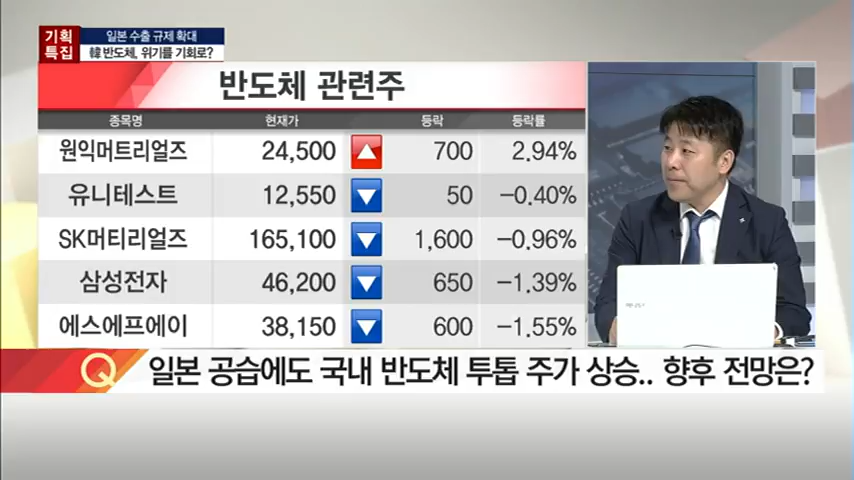 기획
특집
일본 수출 규제 확대
韓 반도체, 위기를 기회로?
반도체 관련주
종목명 현재가 등락 등락률
원익머트리얼즈 24,500 ▲ 700 2.94%
유니테스트 12,550 ▼ 50 -0.40%
SK머티리얼즈 165,100 ▼ 1,600 -0.96%
삼성전자 46,200 ▼ 650 -1.39%
에스에프에이 38,150 ▼ 600 -1.55%
Q 일본 공습에도 국내 반도체 투톱 주가 상승.. 향후 전망은?